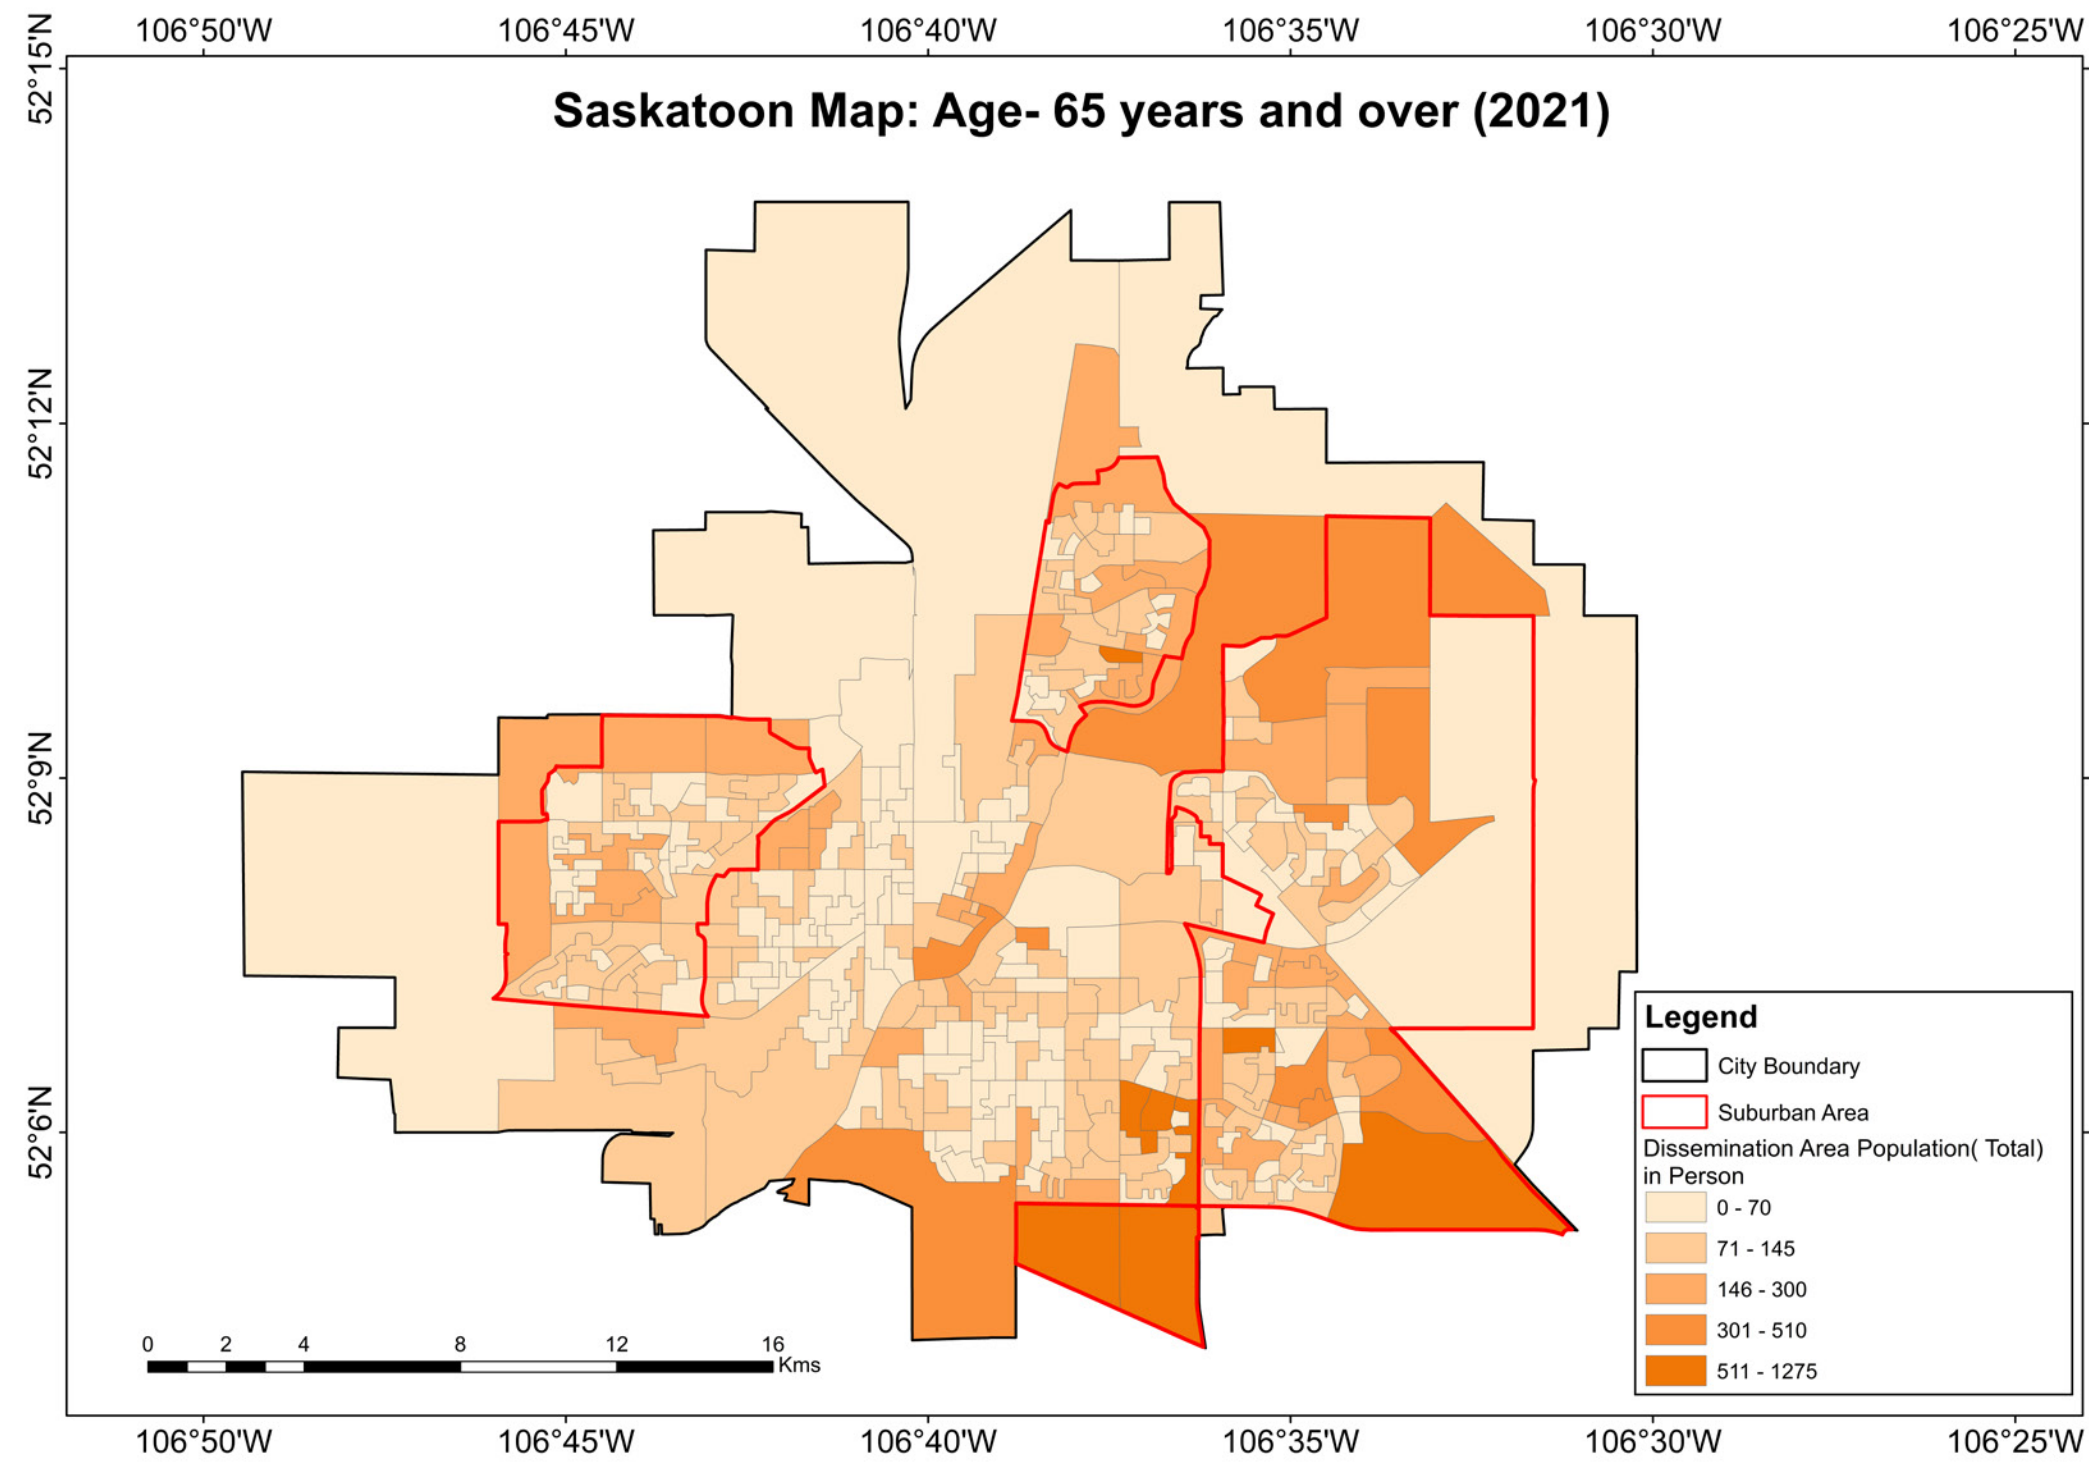 106°50'W 106°45'W 106°40'W 106°35'W 106°30'W 106°25'W
52°15'N
Saskatoon Map: Age- 65 years and over (2021)
52°12'N
52°9'N
52°6'N
Legend
City Boundary
Suburban Area
Dissemination Area Population( Total)
in Person
0 - 70
71 - 145
146 - 300
301 - 510
511 - 1275
0 2 4 8 12 16
Kms
106°50'W 106°45'W 106°40'W 106°35'W 106°30'W 106°25'W